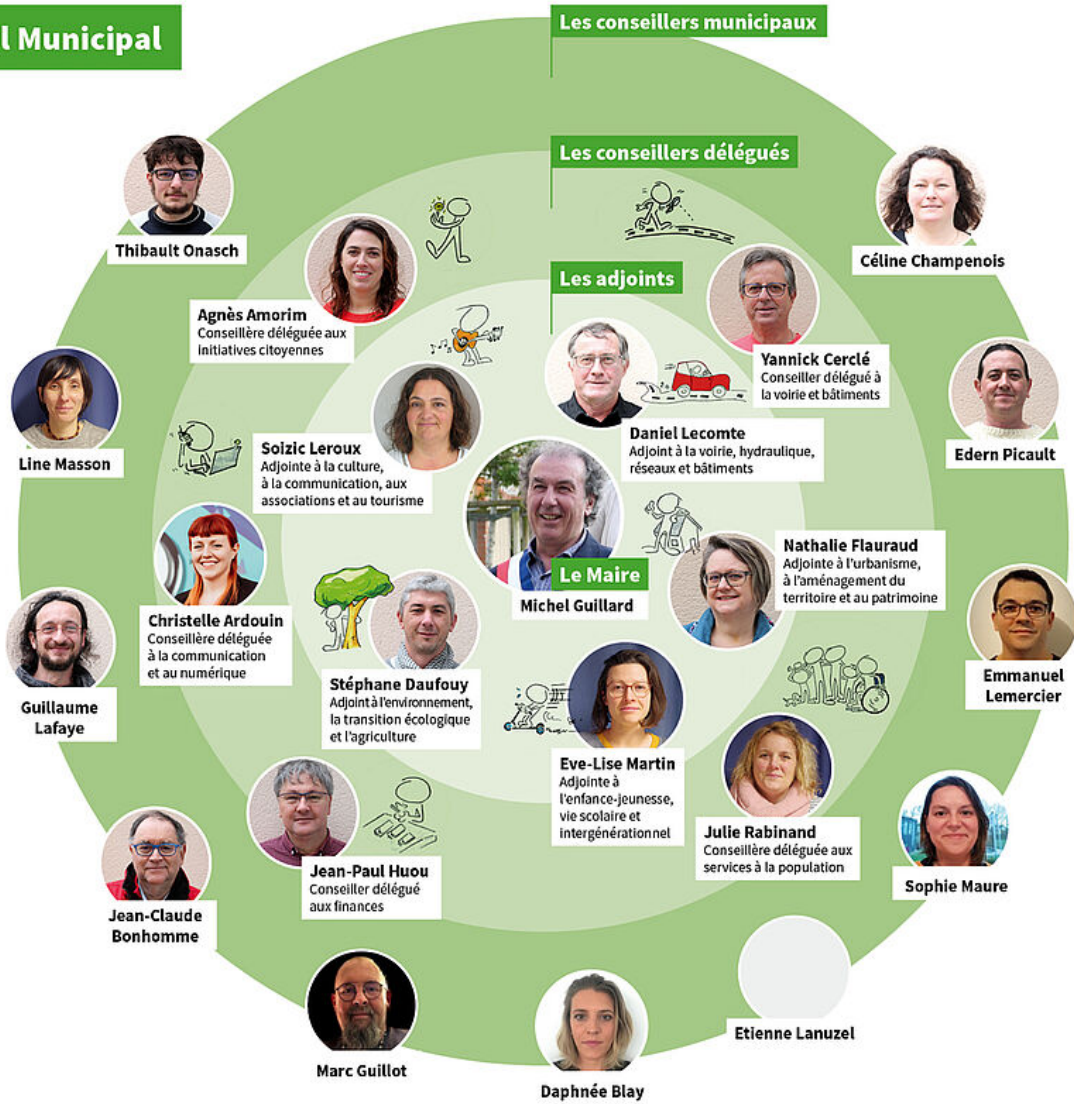 l Municipal
Les conseillers municipaux
Les conseillers délégués
Les adjoints
Thibault Onasch
Céline Champenois
Agnès Amorim
Conseillère déléguée aux
initiatives citoyennes
Yannick Cerclé
Conseiller délégué à
la voirie et bâtiments
Line Masson
Soizic Leroux
Adjointe à la culture,
à la communication, aux
associations et au tourisme
Daniel Lecomte
Adjoint à la voirie, hydraulique,
réseaux et bâtiments
Edern Picault
Le Maire
Michel Guillard
Nathalie Flauraud
Adjointe à l'urbanisme,
à l'aménagement du
territoire et au patrimoine
Christelle Ardouin
Conseillère déléguée
à la communication
et au numérique
Guillaume
Lafaye
Stéphane Daufouy
Adjoint à l'environnement,
la transition écologique
et l'agriculture
Emmanuel
Lemercier
Eve-Lise Martin
Adjointe à
l'enfance-jeunesse,
vie scolaire et
intergénérationnel
Julie Rabinand
Conseillère déléguée aux
services à la population
Jean-Paul Huou
Conseiller délégué
aux finances
Sophie Maure
Jean-Claude
Bonhomme
Etienne Lanuzel
Marc Guillot
Daphnée Blay